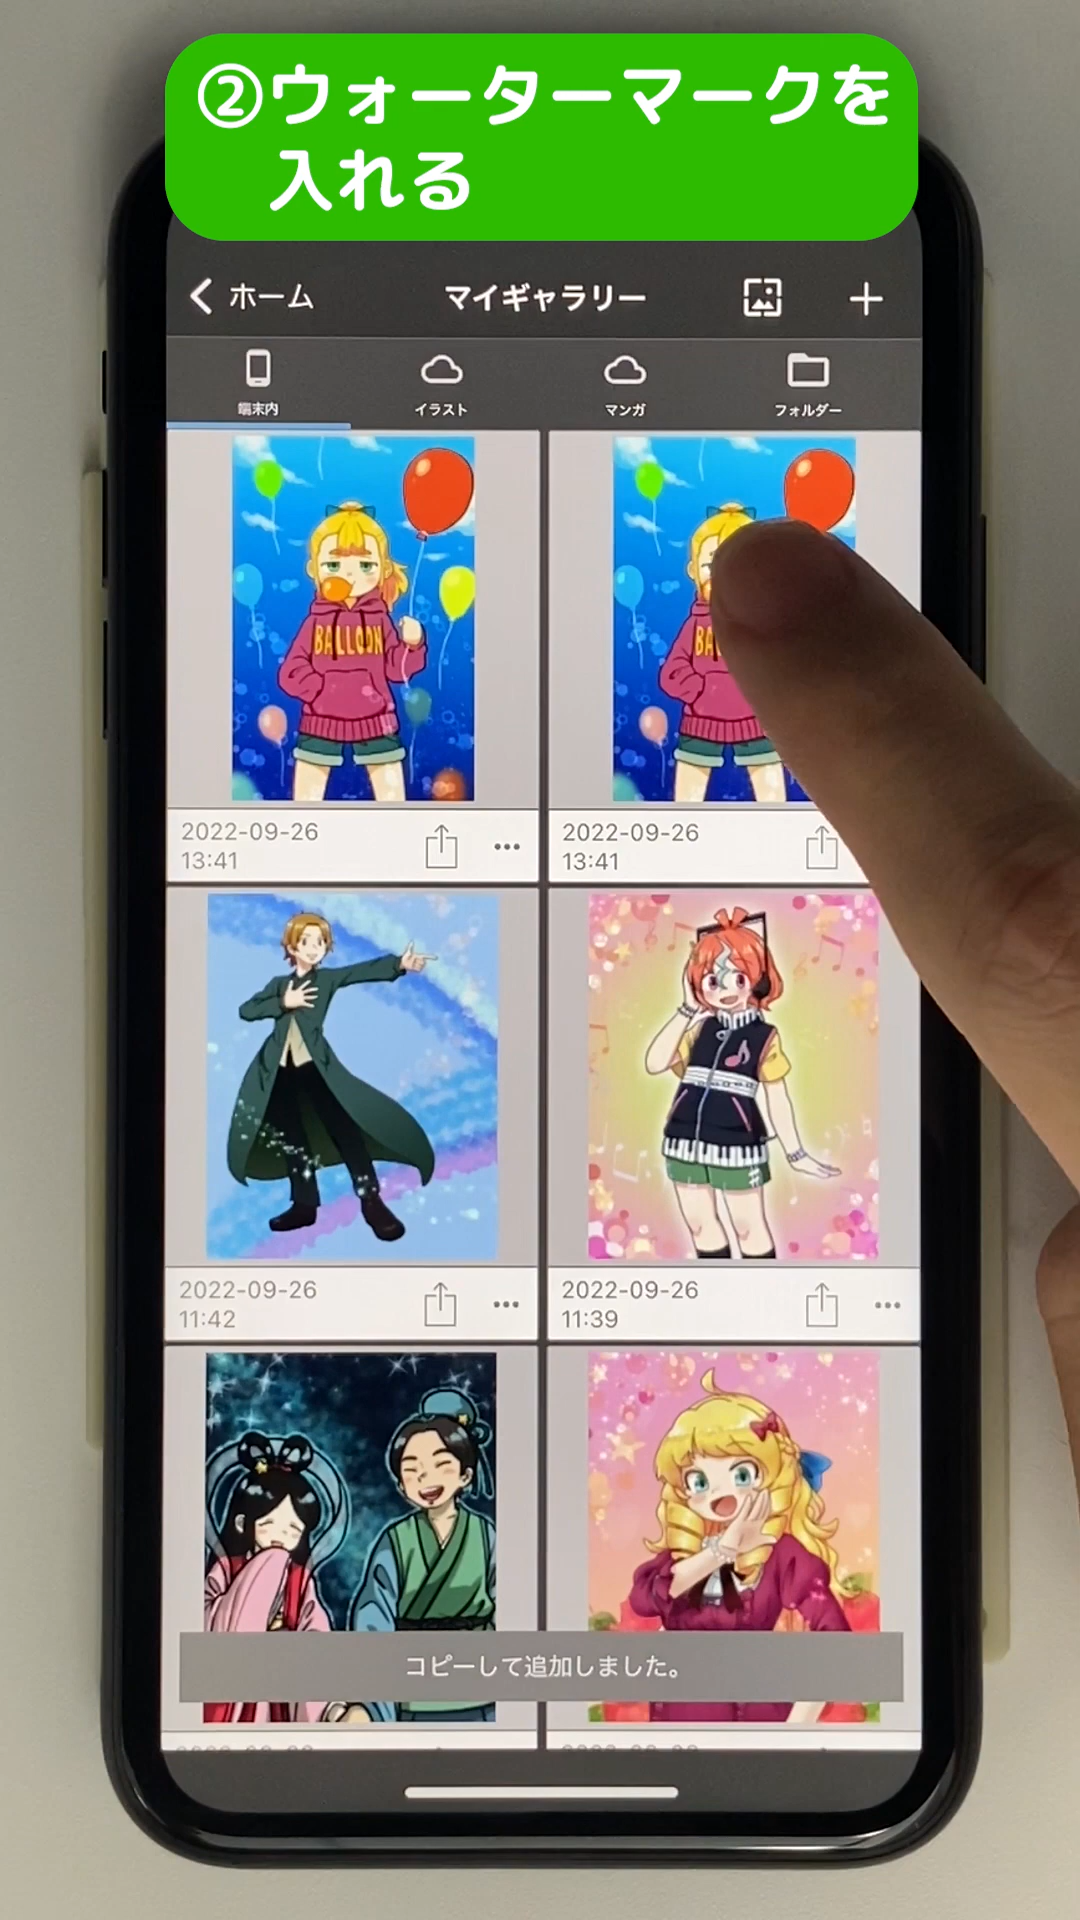 ②ウォーターマークを
入れる
ホーム
マイギャラリー
端末内
イラスト
マンガ
フォルダー
BALLOON
BA
2022-09-26
13:41
2022-09-26
13:41
2022-09-26
11:42
2022-09-26
11:39
コピーして追加しました。